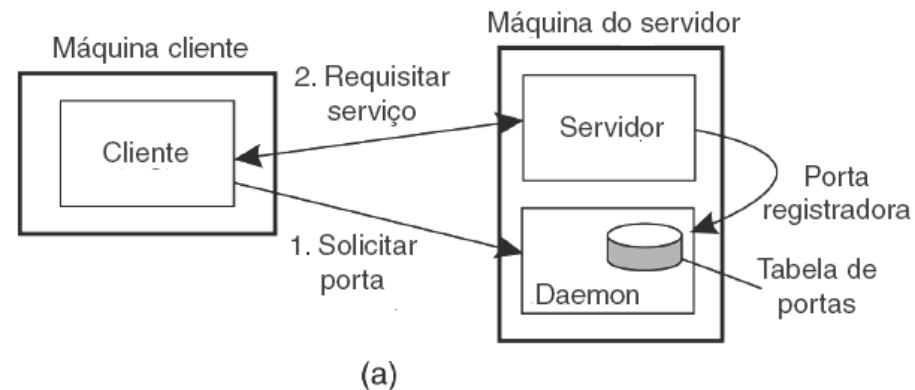 Máquina do servidor
Máquina cliente
2. Requisitar
serviço
Cliente
Servidor
Porta
registradora
1. Solicitar
porta
Daemon
Tabela de
portas
(a)